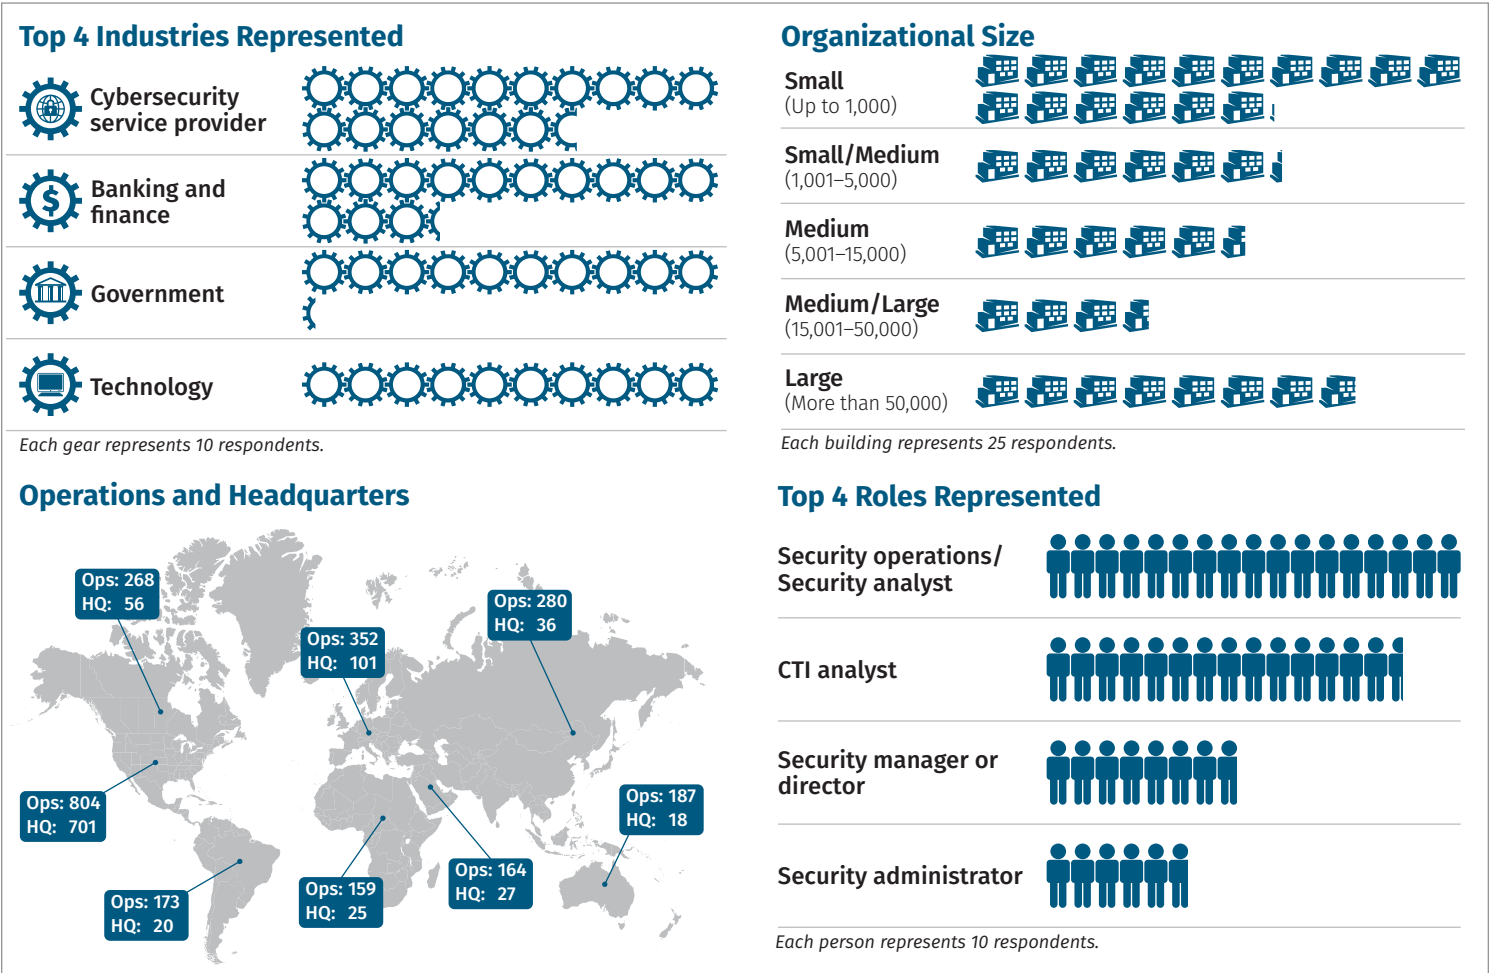 Top 4 Industries Represented
Cybersecurity
service provider
$
Banking and
finance
Government
Technology
Each gear represents 10 respondents.
Organizational Size
Small
(Up to 1,000)
Small/Medium
(1,001–5,000)
Medium
(5,001–15,000)
Medium/Large
(15,001–50,000)
Large
(More than 50,000)
Each building represents 25 respondents.
Operations and Headquarters
Ops: 268
HQ: 56
Ops: 352
HQ: 101
Ops: 280
HQ: 36
Ops: 804
HQ: 701
Ops: 187
HQ: 18
Ops: 173
HQ: 20
Ops: 159
HQ: 25
Ops: 164
HQ: 27
Top 4 Roles Represented
Security operations/
Security analyst
CTI analyst
Security manager or
director
Security administrator
Each person represents 10 respondents.